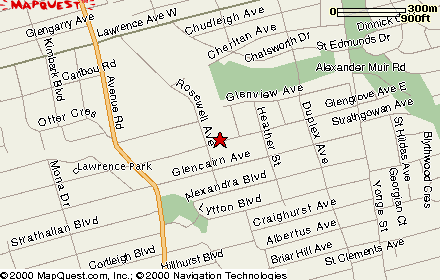 MAPQUEST
Glengarry Ave
Lawrence Ave W
Chudleigh Ave
Charltan Ave
Chatsworth Dr
Dinnick
300m
900ft
St Edmunds Dr
Alexander Muir Rd
Kimbark Blvd
Caribou Rd
Otter Cres
Avenue Rd
Rosewell Ave
Glenview Ave
Glengrove Ave E
Strathgowan Ave
Heather St
Duplex Ave
Lawrence Park
Glencairn Ave
Alexandra Blvd
Lytton Blvd
Mona Dr
Strathallan Blvd
Corleigh Blvd
Hillhurst Blvd
Craighurst Ave
Albertus Ave
Briar Hill Ave
St Clements Ave
Yonge St
Georgian Ct
St Hildas Ave
Blythwood Cres
© 2000 MapQuest.com, Inc.; © 2000 Navigation Technologies